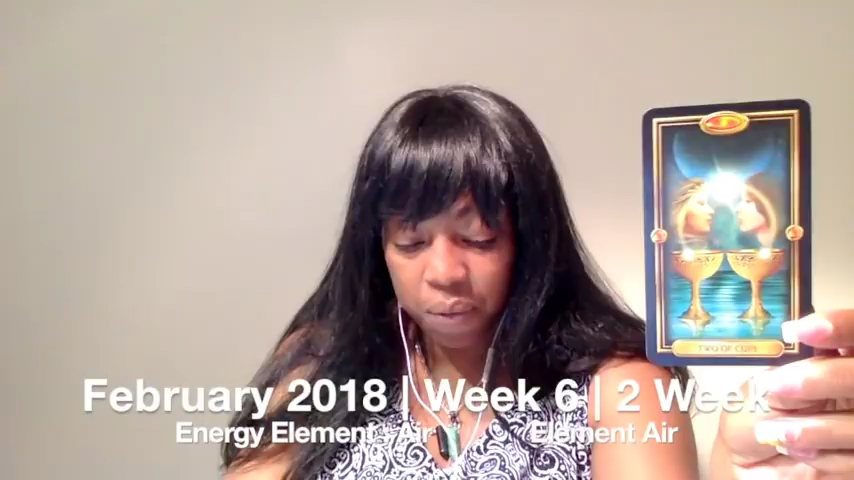 TWO OF CUPS
February 2018 | Week 6 | 2 Week
Energy Element - Air Element Air